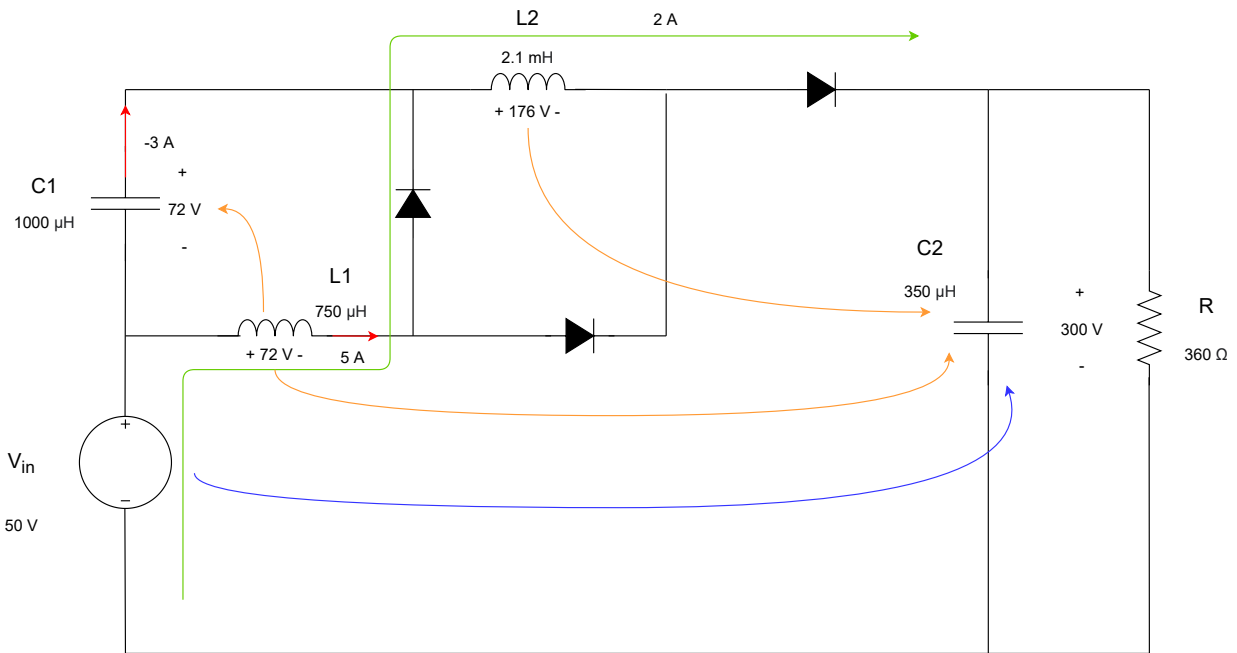 L2
2 A
2.1 mH
+ 176 V -
-3 A
+
C1
72 V
1000 µH
-
L1
750 µH
+ 72 V -
5 A
C2
350 µH
+
300 V
-
R
360 Ω
+
Vin
−
50 V